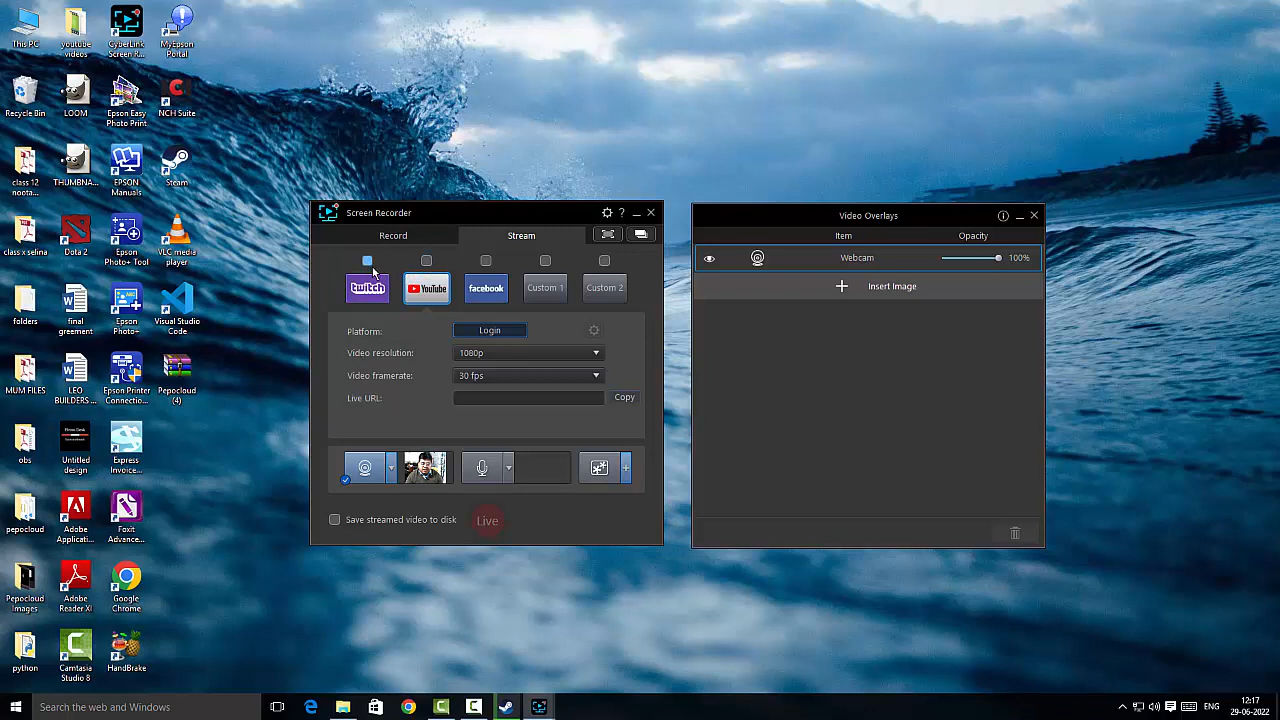 This PC
youtube
videos
CyberLink
Screen R...
MyEpson
Portal
Recycle Bin
LOOM
Epson Easy
Photo Print
NCH Suite
class 12
noota...
THUMBNA...
EPSON
Manuals
Steam
class x selina
Dota 2
Epson
Photo+ Tool
VLC media
player
folders
final
greement
Epson
Photo+
Visual Studio
Code
MUM FILES
LEO
BUILDERS ...
Epson Printer
Connectio...
Pepocloud
(4)
obs
Untitled
design
Express
Invoice...
pepocloud
Adobe
Applicati...
Foxit
Advance...
Pepocloud
Images
Adobe
Reader XI
Google
Chrome
python
Camtasia
Studio 8
HandBrake
Screen Recorder
?
Record
Stream
twitch
YouTube
facebook
Custom 1
Custom 2
Platform:
Login
Video resolution:
1080p
Video framerate:
30 fps
Live URL:
Copy
Save streamed video to disk
Live
Video Overlays
Item
Opacity
Webcam
100%
Insert Image
Search the web and Windows
ENG
12:17
29-06-2022